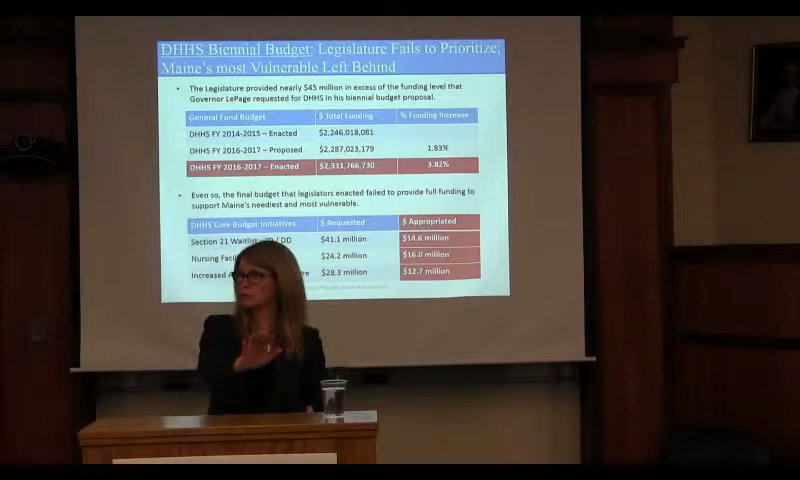 DHHS Biennial Budget: Legislature Fails to Prioritize;
Maine's most Vulnerable Left Behind
• The Legislature provided nearly $45 million in excess of the funding level that
Governor LePage requested for DHHS in his biennial budget proposal.
General Fund Budget $ Total Funding % Funding Increase
DHHS FY 2014-2015 – Enacted $2,246,018,081
DHHS FY 2016-2017 – Proposed $2,287,023,179 1.83%
DHHS FY 2016-2017 – Enacted $2,331,766,730 3.82%
• Even so, the final budget that legislators enacted failed to provide full funding to
support Maine's neediest and most vulnerable.
DHHS Core Budget Initiatives $ Requested $ Appropriated
Section 21 Waitlist / DD $41.1 million $14.6 million
Nursing $24.2 million $16.0 million
Increased $28.3 million $12.7 million